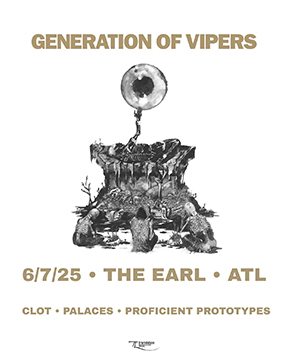 GENERATION OF VIPERS
6/7/25 • THE EARL • ATL
CLOT • PALACES • PROFICIENT PROTOTYPES